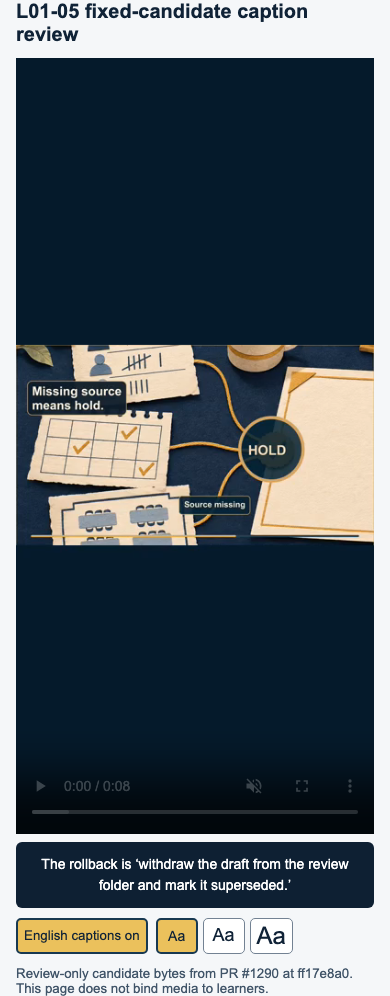 L01-05 fixed-candidate caption
review
Missing source
means hold.
HOLD
Source missing
0:00 / 0:08
The rollback is ‘withdraw the draft from the review
folder and mark it superseded.’
English captions on
Aa
Aa
Aa
Review-only candidate bytes from PR #1290 at ff17e8a0.
This page does not bind media to learners.